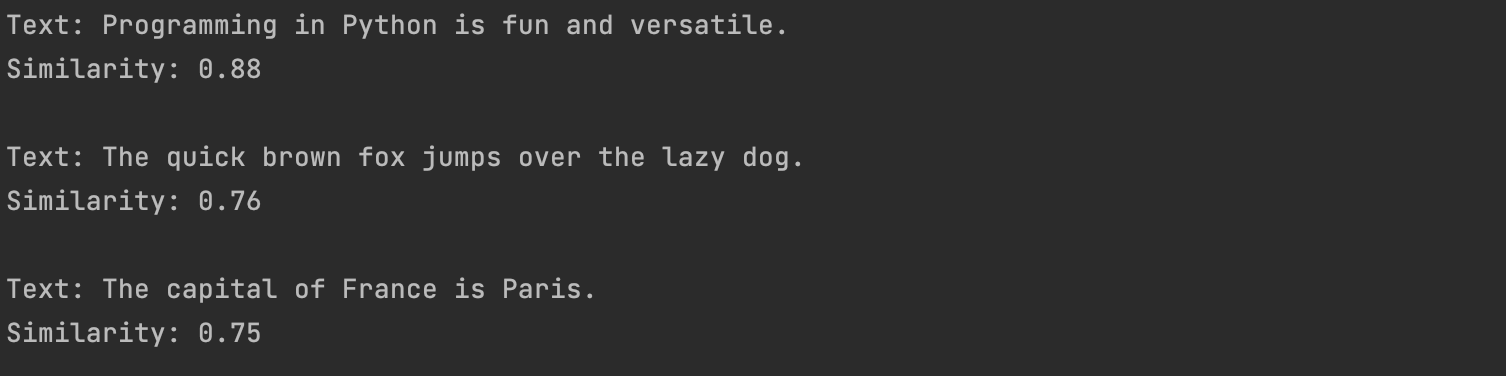 Text: Programming in Python is fun and versatile.
Similarity: 0.88
Text: The quick brown fox jumps over the lazy dog.
Similarity: 0.76
Text: The capital of France is Paris.
Similarity: 0.75